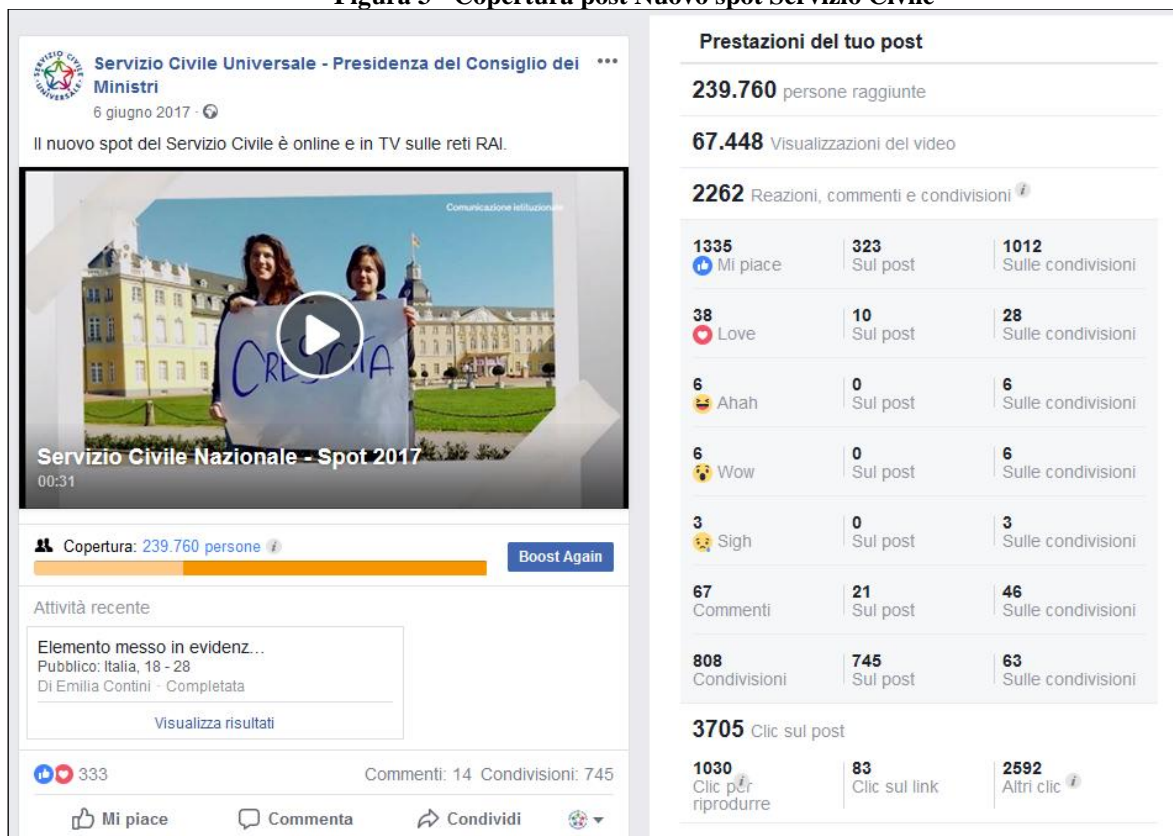 Figura 3 - Copertura post Nuovo spot Servizio Civile
SERVIZIO CIVILE
UNIVERSALE
Servizio Civile Universale - Presidenza del Consiglio dei
Ministri
6 giugno 2017 ·
Il nuovo spot del Servizio Civile è online e in TV sulle reti RAI.
Comunicazione istituzionale
CRESCITA
Servizio Civile Nazionale - Spot 2017
00:31
Copertura: 239.760 persone
Boost Again
Attività recente
Elemento messo in evidenz...
Pubblico: Italia, 18 - 28
Di Emilia Contini · Completata
Visualizza risultati
333
Commenti: 14 Condivisioni: 745
Mi piace Commenta Condividi
Prestazioni del tuo post
239.760 persone raggiunte
67.448 Visualizzazioni del video
2262 Reazioni, commenti e condivisioni
1335 323 1012
Mi piace Sul post Sulle condivisioni
38 10 28
Love Sul post Sulle condivisioni
6 0 6
Ahah Sul post Sulle condivisioni
6 0 6
Wow Sul post Sulle condivisioni
3 0 3
Sigh Sul post Sulle condivisioni
67 21 46
Commenti Sul post Sulle condivisioni
808 745 63
Condivisioni Sul post Sulle condivisioni
3705 Clic sul post
1030 83 2592
Clic per Clic sul link Altri clic
riprodurre